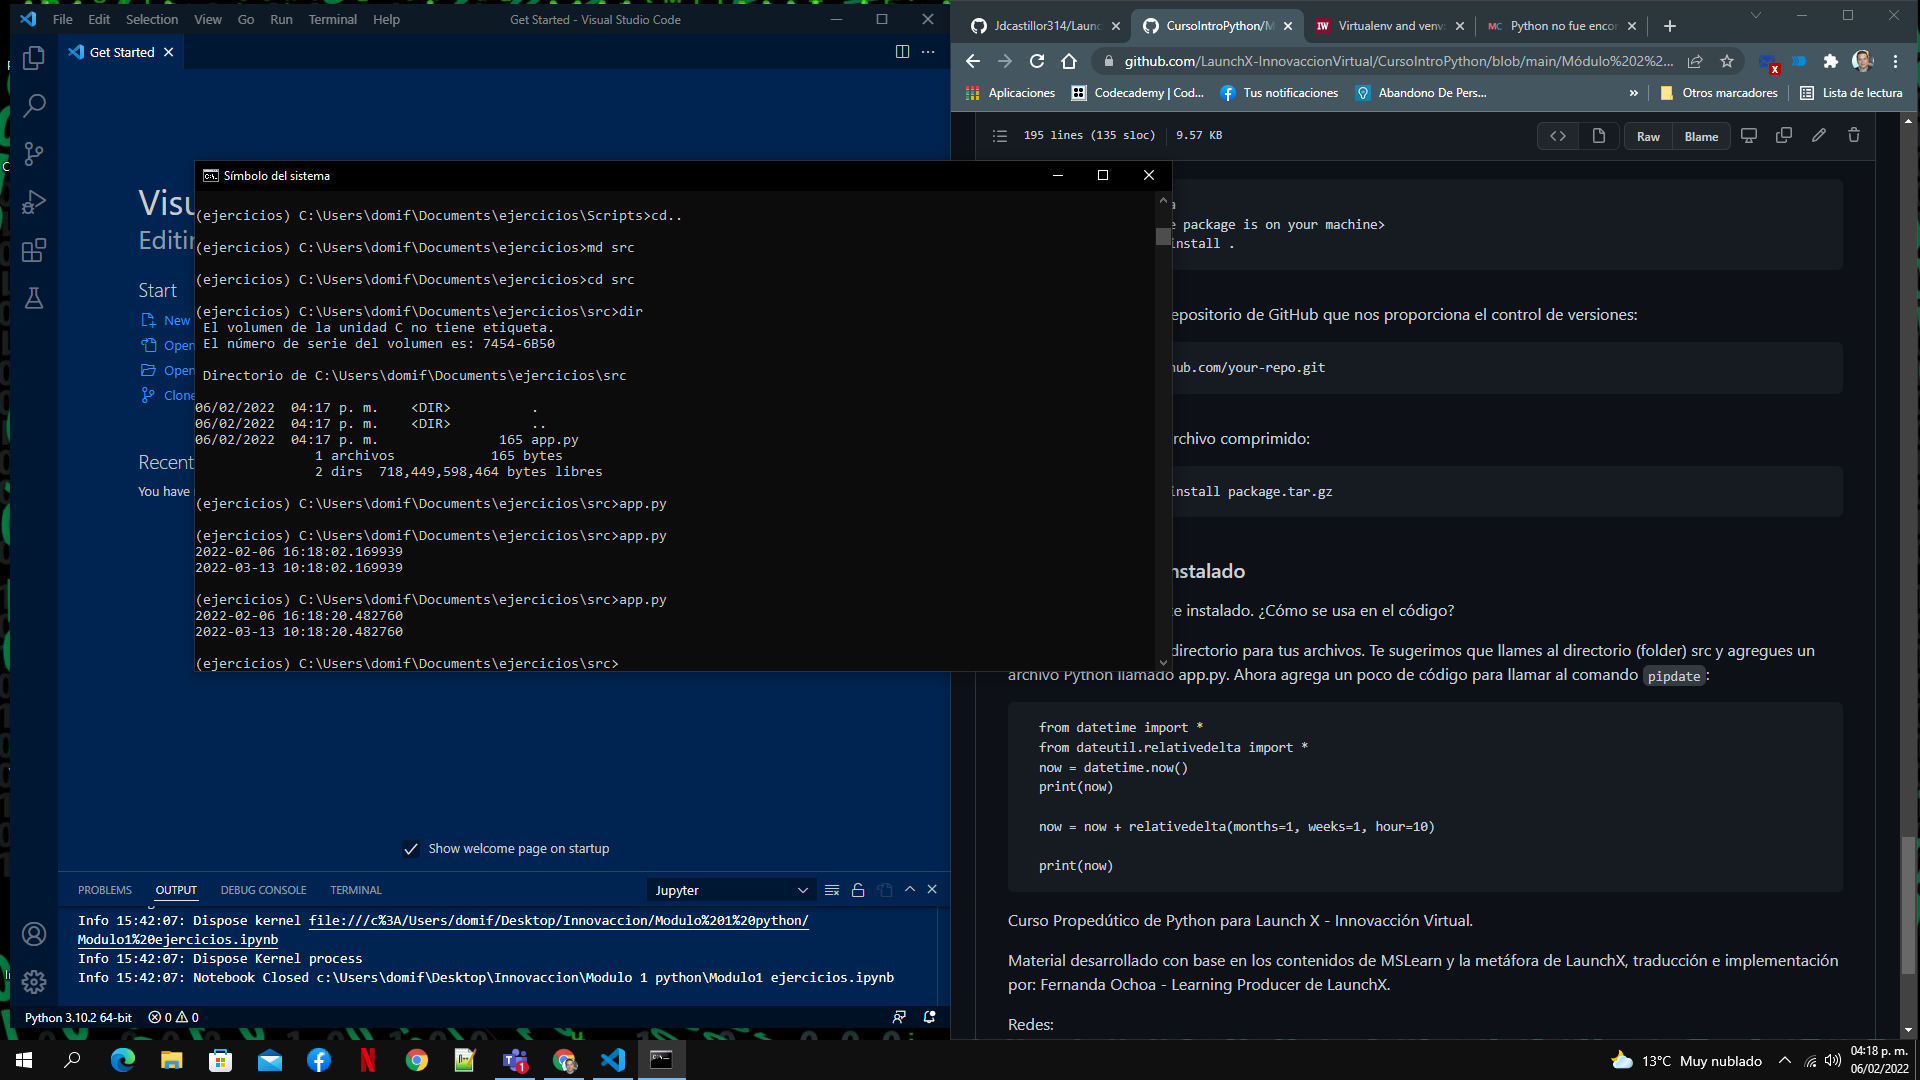 File Edit Selection View Go Run Terminal Help
Get Started - Visual Studio Code
Get Started
Visu
Editin
Start
New
Open
Open
Clone
Recent
You have
Show welcome page on startup
PROBLEMS OUTPUT DEBUG CONSOLE TERMINAL
Jupyter
Info 15:42:07: Dispose kernel file:///c%3A/Users/domif/Desktop/Innovaccion/Modulo%201%20python/
Modulo1%20ejercicios.ipynb
Info 15:42:07: Dispose Kernel process
Info 15:42:07: Notebook Closed c:\Users\domif\Desktop\Innovaccion\Modulo 1 python\Modulo1 ejercicios.ipynb
Python 3.10.2 64-bit 0 0
Símbolo del sistema
(ejercicios) C:\Users\domif\Documents\ejercicios\Scripts>cd..
(ejercicios) C:\Users\domif\Documents\ejercicios>md src
(ejercicios) C:\Users\domif\Documents\ejercicios>cd src
(ejercicios) C:\Users\domif\Documents\ejercicios\src>dir
El volumen de la unidad C no tiene etiqueta.
El número de serie del volumen es: 7454-6B50
Directorio de C:\Users\domif\Documents\ejercicios\src
06/02/2022 04:17 p. m. <DIR> .
06/02/2022 04:17 p. m. <DIR> ..
06/02/2022 04:17 p. m. 165 app.py
1 archivos 165 bytes
2 dirs 718,449,598,464 bytes libres
(ejercicios) C:\Users\domif\Documents\ejercicios\src>app.py
(ejercicios) C:\Users\domif\Documents\ejercicios\src>app.py
2022-02-06 16:18:02.169939
2022-03-13 10:18:02.169939
(ejercicios) C:\Users\domif\Documents\ejercicios\src>app.py
2022-02-06 16:18:20.482760
2022-03-13 10:18:20.482760
(ejercicios) C:\Users\domif\Documents\ejercicios\src>
Jdcastillor314/Launc
CursoIntroPython/M
Virtualenv and venv:
Python no fue encon
github.com/LaunchX-InnovaccionVirtual/CursoIntroPython/blob/main/Módulo%202%...
Aplicaciones Codecademy | Cod... Tus notificaciones Abandono De Pers... » Otros marcadores Lista de lectura
195 lines (135 sloc) 9.57 KB
Raw Blame
a
e package is on your machine>
install .
epositorio de GitHub que nos proporciona el control de versiones:
ub.com/your-repo.git
rchivo comprimido:
install package.tar.gz
nstalado
te instalado. ¿Cómo se usa en el código?
directorio para tus archivos. Te sugerimos que llames al directorio (folder) src y agregues un
archivo Python llamado app.py. Ahora agrega un poco de código para llamar al comando pipdate:
from datetime import *
from dateutil.relativedelta import *
now = datetime.now()
print(now)
now = now + relativedelta(months=1, weeks=1, hour=10)
print(now)
Curso Propedútico de Python para Launch X - Innovacción Virtual.
Material desarrollado con base en los contenidos de MSLearn y la metáfora de LaunchX, traducción e implementación
por: Fernanda Ochoa - Learning Producer de LaunchX.
Redes:
13°C Muy nublado
04:18 p. m.
06/02/2022